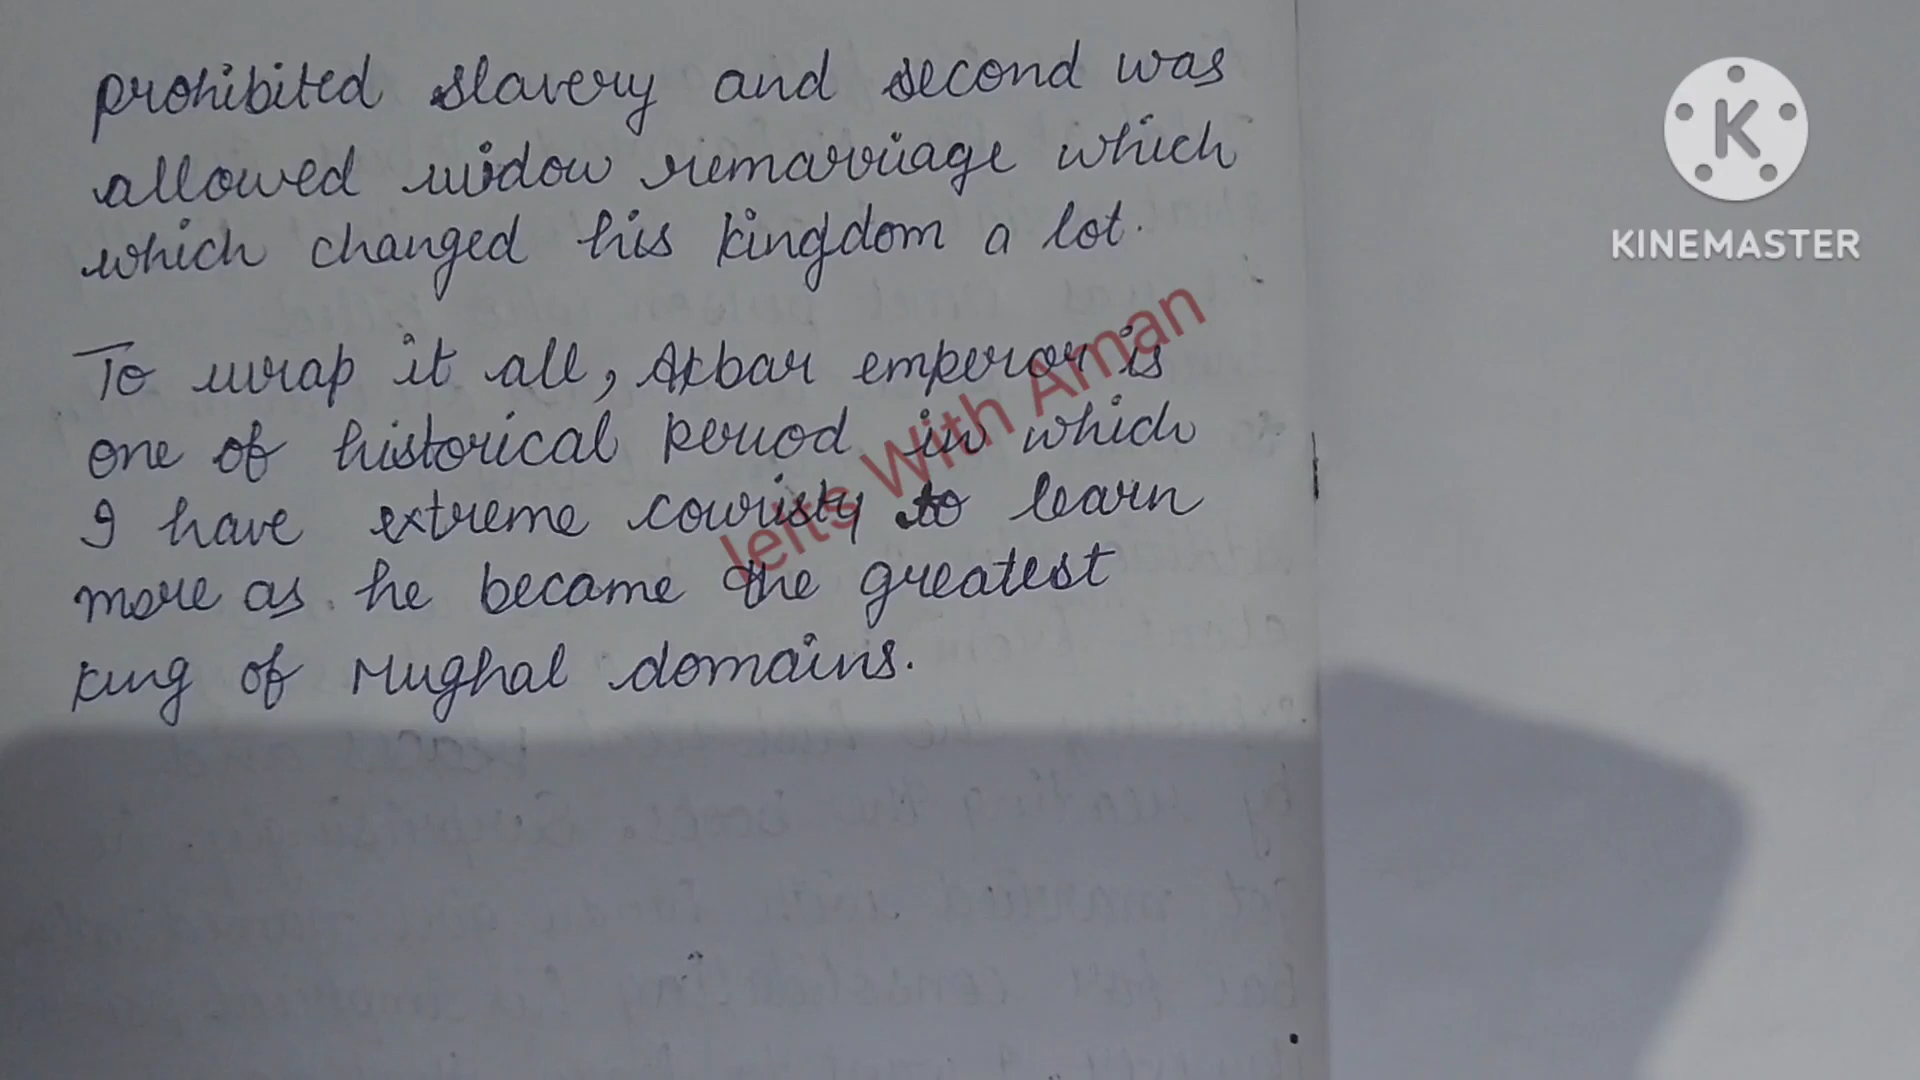 prohibited slavery and second was
allowed widow remarriage which
which changed his kingdom a lot.
To wrap it all, Akbar emperor is
one of historical period in which
I have extreme couristy to learn
more as he became the greatest
king of Mughal domains.
Ielts With Aman
K
KINEMASTER